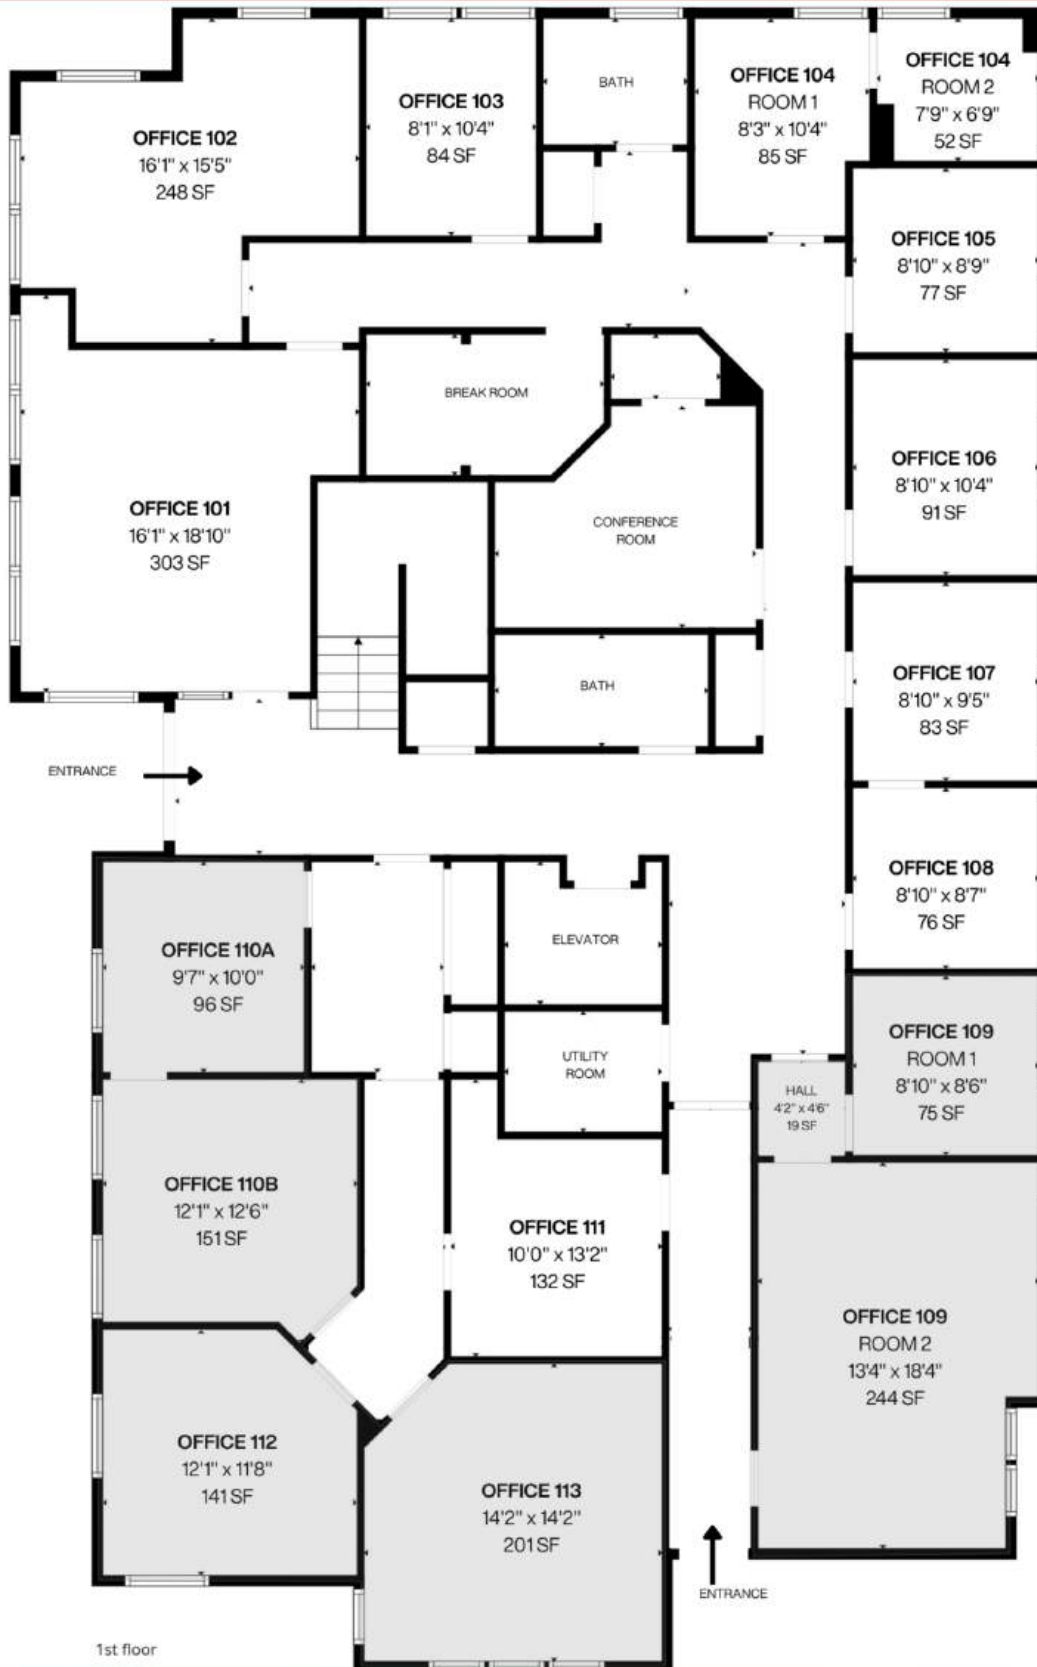 OFFICE 102
16'1" x 15'5"
248 SF
OFFICE 103
8'1" x 10'4"
84 SF
BATH
OFFICE 104
ROOM 1
8'3" x 10'4"
85 SF
OFFICE 104
ROOM 2
7'9" x 6'9"
52 SF
OFFICE 105
8'10" x 8'9"
77 SF
BREAK ROOM
OFFICE 101
16'1" x 18'10"
303 SF
CONFERENCE
ROOM
OFFICE 106
8'10" x 10'4"
91 SF
BATH
OFFICE 107
8'10" x 9'5"
83 SF
ENTRANCE
OFFICE 108
8'10" x 8'7"
76 SF
OFFICE 110A
9'7" x 10'0"
96 SF
ELEVATOR
UTILITY
ROOM
OFFICE 109
ROOM 1
8'10" x 8'6"
75 SF
HALL
4'2" x 4'6"
19 SF
OFFICE 110B
12'1" x 12'6"
151 SF
OFFICE 111
10'0" x 13'2"
132 SF
OFFICE 109
ROOM 2
13'4" x 18'4"
244 SF
OFFICE 112
12'1" x 11'8"
141 SF
OFFICE 113
14'2" x 14'2"
201 SF
ENTRANCE
1st floor